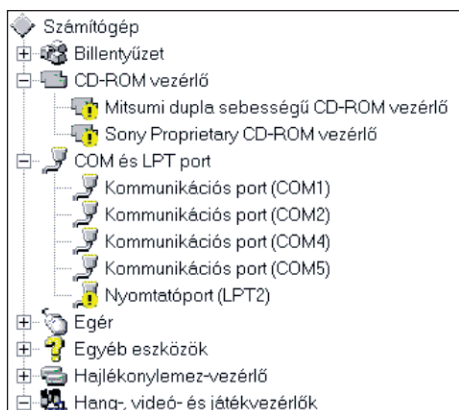 Számítógép
Billentyűzet
CD-ROM vezérlő
Mitsumi dupla sebességű CD-ROM vezérlő
Sony Proprietary CD-ROM vezérlő
COM és LPT port
Kommunikációs port (COM1)
Kommunikációs port (COM2)
Kommunikációs port (COM4)
Kommunikációs port (COM5)
Nyomtatóport (LPT2)
Egér
Egyéb eszközök
Hajlékonylemez-vezérlő
Hang-, videó- és játékvezérlők